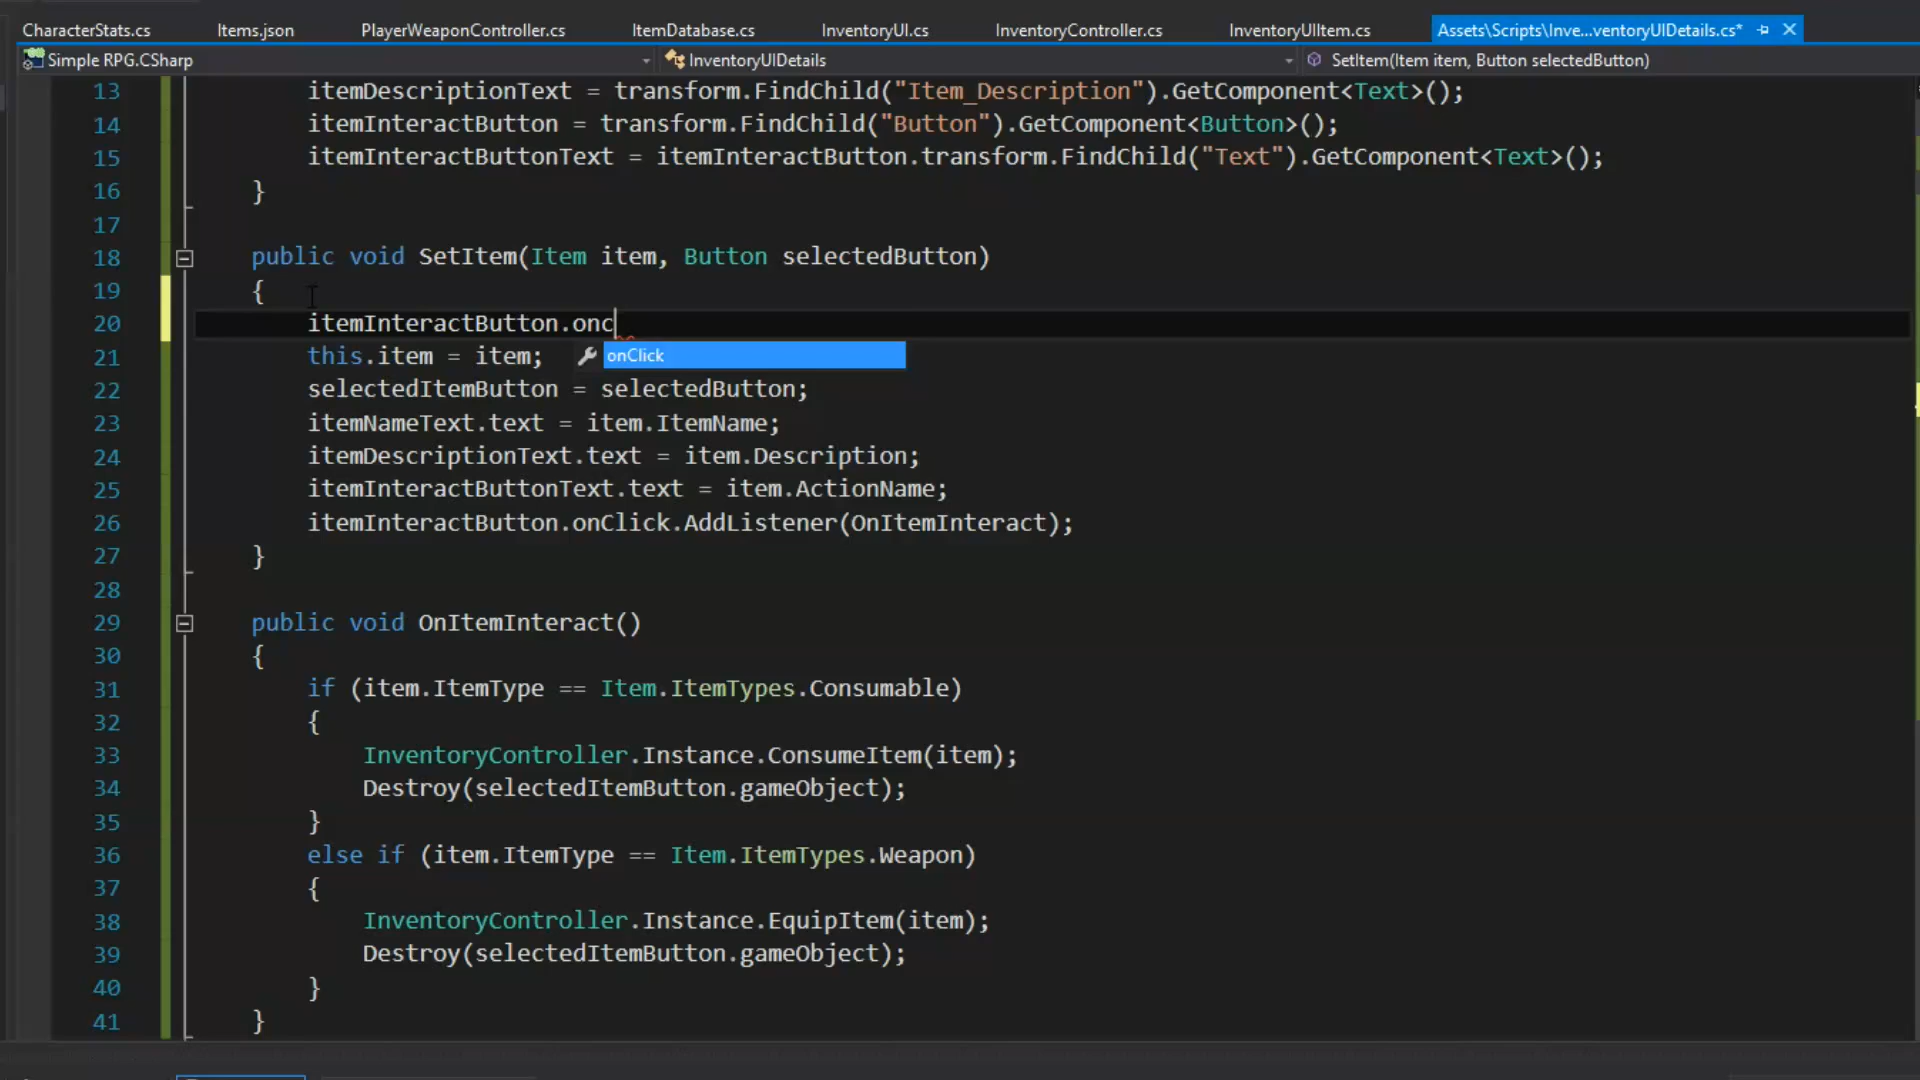 CharacterStats.cs Items.json PlayerWeaponController.cs ItemDatabase.cs InventoryUI.cs InventoryController.cs InventoryUIItem.cs Assets\Scripts\Inve...ventoryUIDetails.cs*
Simple RPG.CSharp InventoryUIDetails SetItem(Item item, Button selectedButton)
13 itemDescriptionText = transform.FindChild("Item_Description").GetComponent<Text>();
14 itemInteractButton = transform.FindChild("Button").GetComponent<Button>();
15 itemInteractButtonText = itemInteractButton.transform.FindChild("Text").GetComponent<Text>();
16 }
17
18 public void SetItem(Item item, Button selectedButton)
19 {
20 itemInteractButton.onc
21 this.item = item; onClick
22 selectedItemButton = selectedButton;
23 itemNameText.text = item.ItemName;
24 itemDescriptionText.text = item.Description;
25 itemInteractButtonText.text = item.ActionName;
26 itemInteractButton.onClick.AddListener(OnItemInteract);
27 }
28
29 public void OnItemInteract()
30 {
31 if (item.ItemType == Item.ItemTypes.Consumable)
32 {
33 InventoryController.Instance.ConsumeItem(item);
34 Destroy(selectedItemButton.gameObject);
35 }
36 else if (item.ItemType == Item.ItemTypes.Weapon)
37 {
38 InventoryController.Instance.EquipItem(item);
39 Destroy(selectedItemButton.gameObject);
40 }
41 }